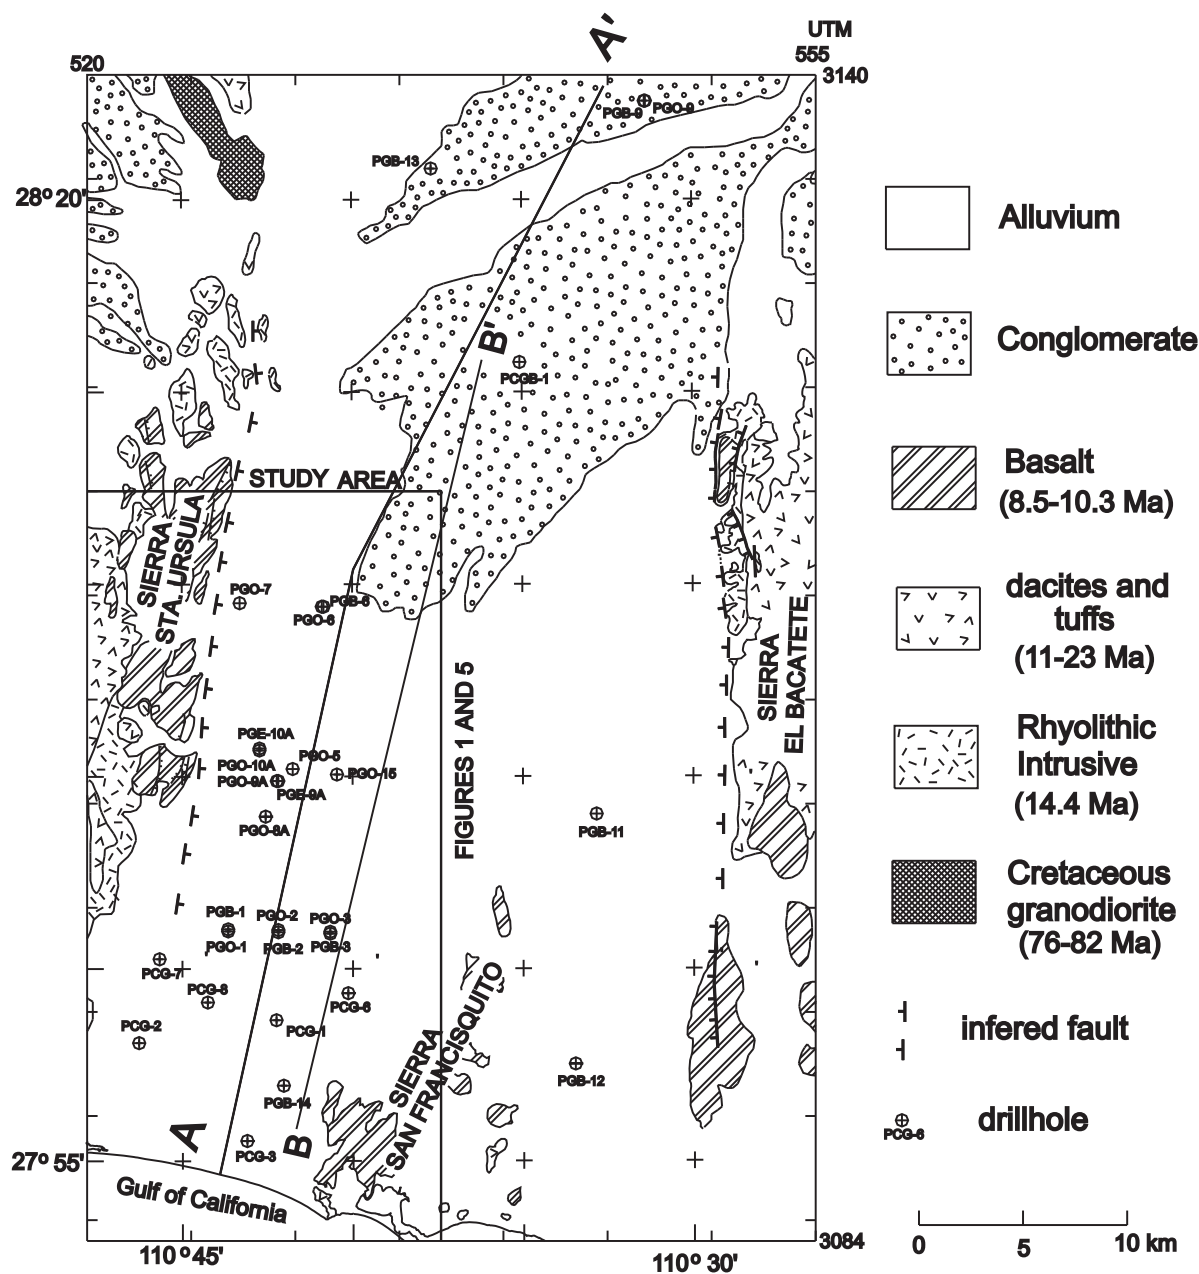 UTM
520
555
3140
A'
PGB-9
PGO-9
PGB-13
28º 20'
B'
PCGB-1
STUDY AREA
SIERRA
STA. URSULA
PGO-7
PGB-6
PGO-6
SIERRA
EL BACATETE
FIGURES 1 AND 5
PGE-10A
PGO-10A
PGO-5
PGO-9A
PGO-15
PGE-9A
PGO-8A
PGB-11
PGB-1
PGO-2
PGO-3
PGO-1
PGB-2
PGB-3
PCG-7
PCG-8
PCG-6
PCG-2
PCG-1
SIERRA
SAN FRANCISQUITO
PGB-12
PGB-14
A
B
PCG-3
27º 55'
Gulf of California
3084
110º 45'
110º 30'
Alluvium
Conglomerate
Basalt
(8.5-10.3 Ma)
dacites and
tuffs
(11-23 Ma)
Rhyolithic
Intrusive
(14.4 Ma)
Cretaceous
granodiorite
(76-82 Ma)
infered fault
drillhole
PCG-6
0
5
10 km